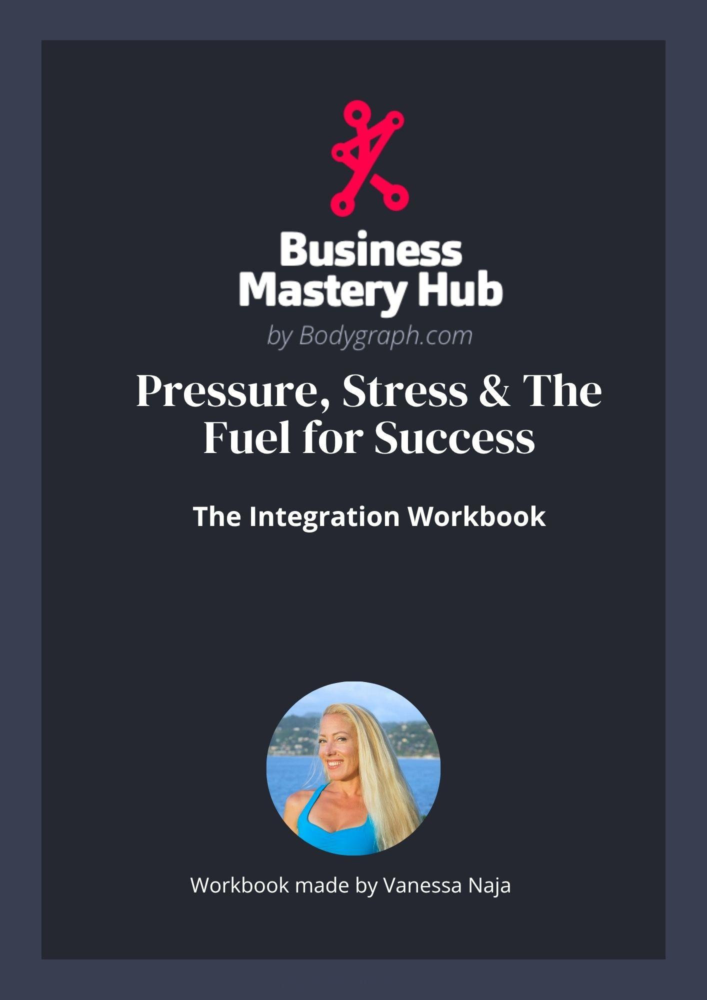 Business
Mastery Hub
by Bodygraph.com
Pressure, Stress & The
Fuel for Success
The Integration Workbook
Workbook made by Vanessa Naja